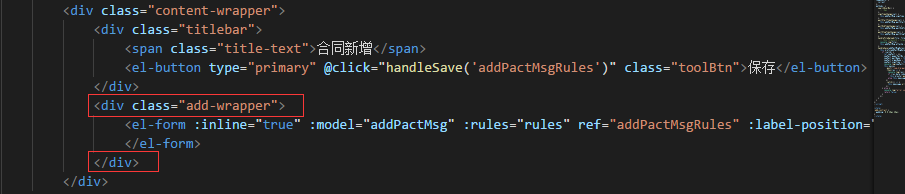 <div class="content-wrapper">
<div class="titlebar">
<span class="title-text">合同新增</span>
<el-button type="primary" @click="handleSave('addPactMsgRules')" class="toolBtn">保存</el-button>
</div>
<div class="add-wrapper">
<el-form :inline="true" :model="addPactMsg" :rules="rules" ref="addPactMsgRules" :label-position="
</el-form>
</div>
</div>